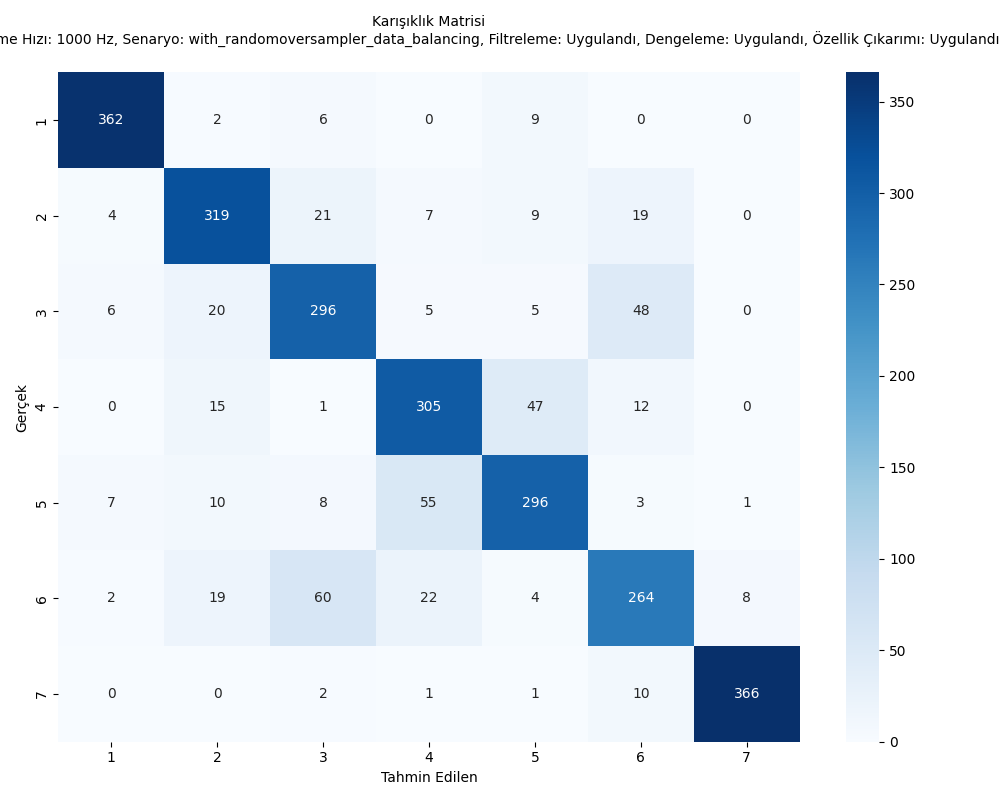 Karışıklık Matrisi
me Hızı: 1000 Hz, Senaryo: with_randomoversampler_data_balancing, Filtreleme: Uygulandı, Dengeleme: Uygulandı, Özellik Çıkarımı: Uygulandı
1 362 2 6 0 9 0 0
2 4 319 21 7 9 19 0
3 6 20 296 5 5 48 0
4 0 15 1 305 47 12 0
5 7 10 8 55 296 3 1
6 2 19 60 22 4 264 8
7 0 0 2 1 1 10 366
Gerçek
1 2 3 4 5 6 7
Tahmin Edilen
350
300
250
200
150
100
50
0